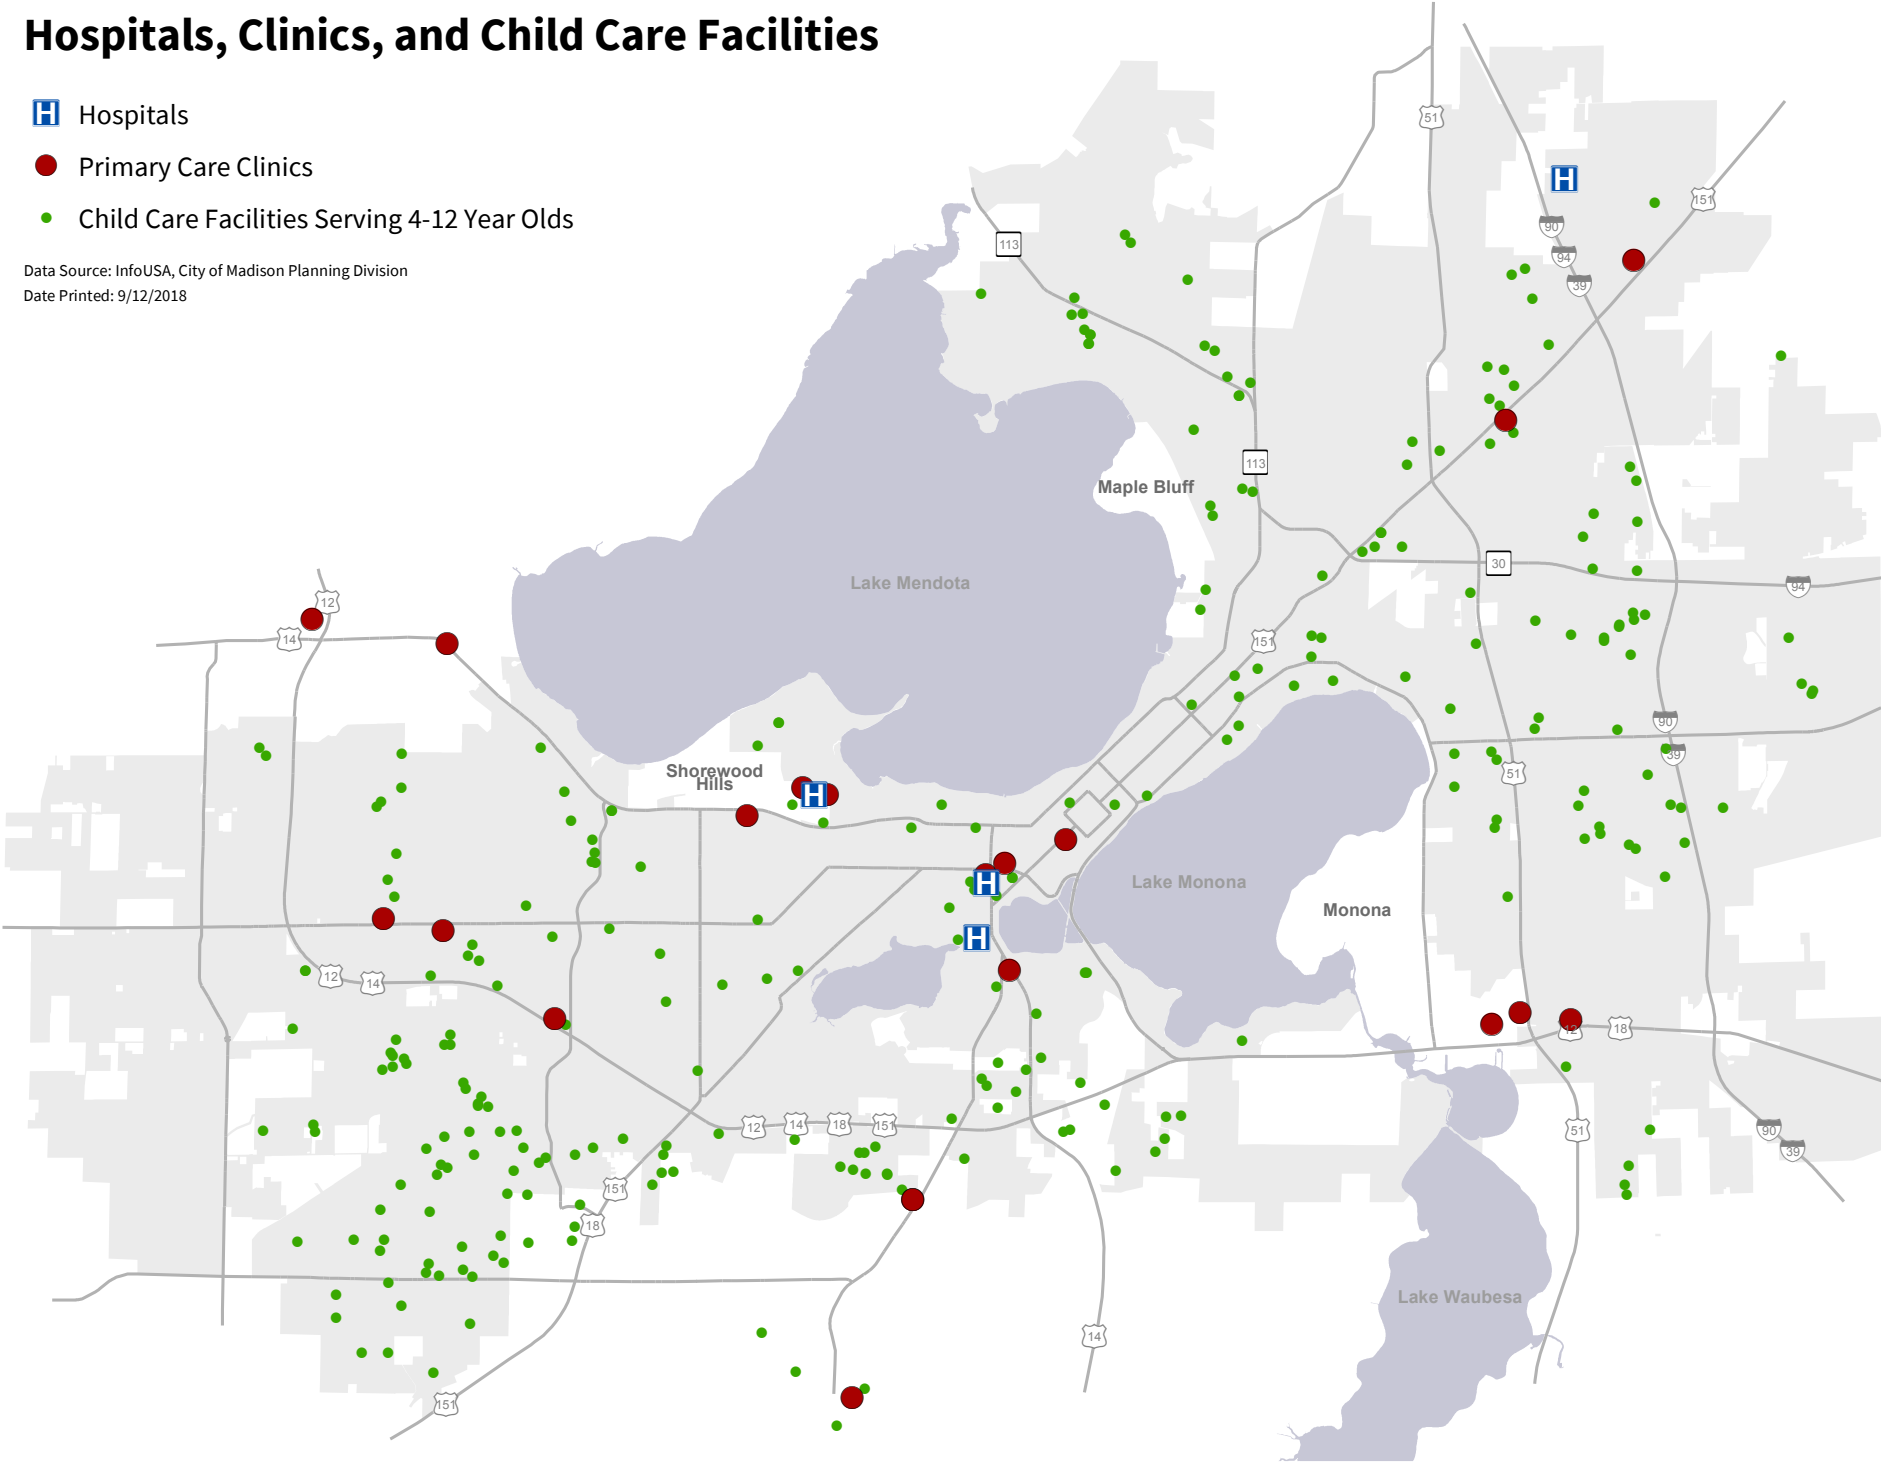 Hospitals, Clinics, and Child Care Facilities
H Hospitals
Primary Care Clinics
Child Care Facilities Serving 4-12 Year Olds
Data Source: InfoUSA, City of Madison Planning Division
Date Printed: 9/12/2018
51
H
151
90
113
94
39
113
Maple Bluff
30
Lake Mendota
94
12
14
151
90
39
Shorewood
Hills
51
H
Lake Monona
H
Monona
H
12
14
12
18
12
14
18
151
51
90
39
151
18
Lake Waubesa
14
151